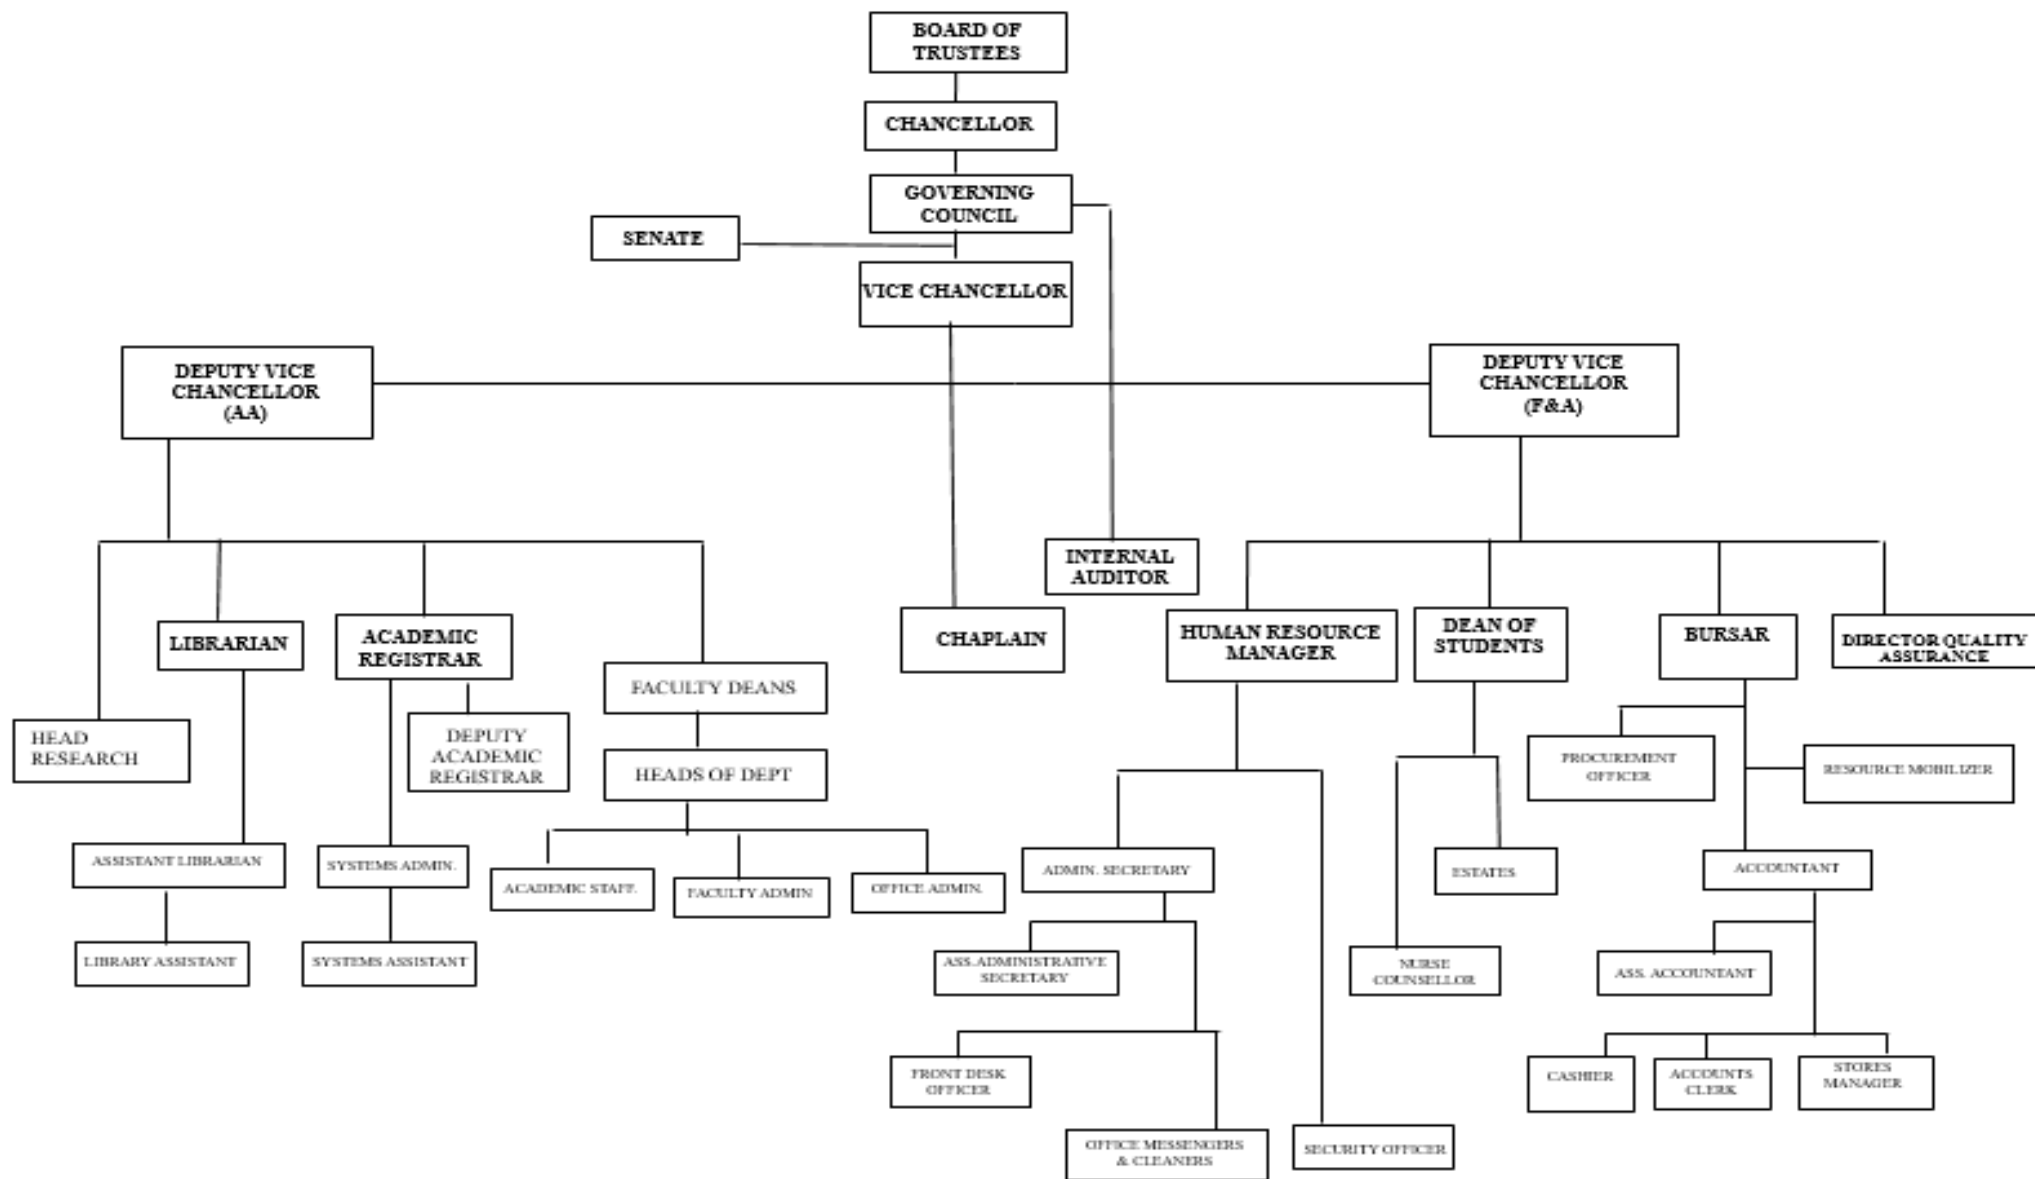 BOARD OF
TRUSTEES
CHANCELLOR
GOVERNING
COUNCIL
SENATE
VICE CHANCELLOR
DEPUTY VICE
CHANCELLOR
(AA)
DEPUTY VICE
CHANCELLOR
(F&A)
INTERNAL
AUDITOR
LIBRARIAN
ACADEMIC
REGISTRAR
CHAPLAIN
HUMAN RESOURCE
MANAGER
DEAN OF
STUDENTS
BURSAR
DIRECTOR QUALITY
ASSURANCE
FACULTY DEANS
HEAD
RESEARCH
DEPUTY
ACADEMIC
REGISTRAR
HEADS OF DEPT
PROCUREMENT
OFFICER
RESOURCE MOBILIZER
ASSISTANT LIBRARIAN
SYSTEMS ADMIN.
ACADEMIC STAFF.
FACULTY ADMIN
OFFICE ADMIN.
ADMIN. SECRETARY
ESTATES
ACCOUNTANT
LIBRARY ASSISTANT
SYSTEMS ASSISTANT
ASS.ADMINISTRATIVE
SECRETARY
NURSE
COUNSELLOR
ASS. ACCOUNTANT
FRONT DESK
OFFICER
CASHIER
ACCOUNTS
CLERK
STORES
MANAGER
OFFICE MESSENGERS
& CLEANERS
SECURITY OFFICER